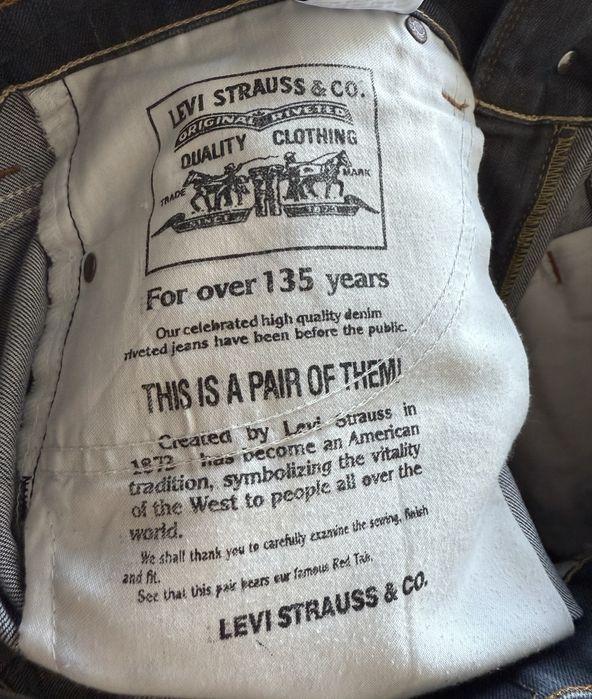 LEVI STRAUSS & CO.
ORIGINAL RIVETED
QUALITY CLOTHING
TRADE MARK
For over 135 years
Our celebrated high quality denim
riveted jeans have been before the public.
THIS IS A PAIR OF THEM!
Created by Levi Strauss in
1872 has become an American
tradition, symbolizing the vitality
of the West to people all over the
world.
We shall thank you to carefully examine the sewing, finish
and fit.
See that this pair bears our famous Red Tab.
LEVI STRAUSS & CO.